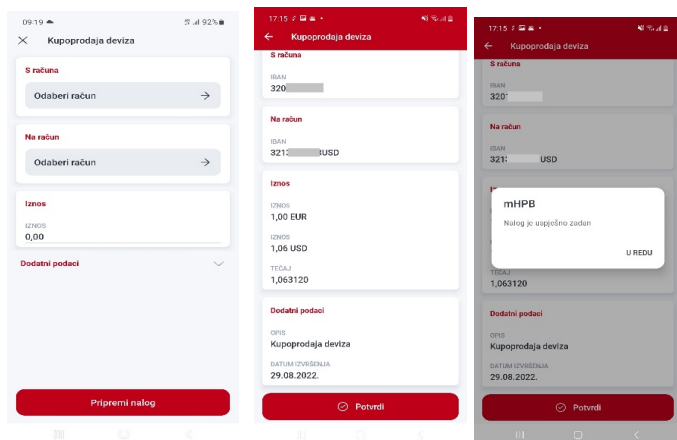 09:19
92%
Kupoprodaja deviza
S računa
Odaberi račun
Na račun
Odaberi račun
Iznos
IZNOS
0,00
Dodatni podaci
Pripremi nalog
17:15
Kupoprodaja deviza
S računa
IBAN
320
Na račun
IBAN
321 USD
Iznos
IZNOS
1,00 EUR
IZNOS
1,06 USD
TEČAJ
1,063120
Dodatni podaci
OPIS
Kupoprodaja deviza
DATUM IZVRŠENJA
29.08.2022.
Potvrdi
17:15
Kupoprodaja deviza
S računa
IBAN
320
Na račun
IBAN
321 USD
mHPB
Nalog je uspješno zadan
U REDU
TEČAJ
1,063120
Dodatni podaci
OPIS
Kupoprodaja deviza
DATUM IZVRŠENJA
29.08.2022.
Potvrdi